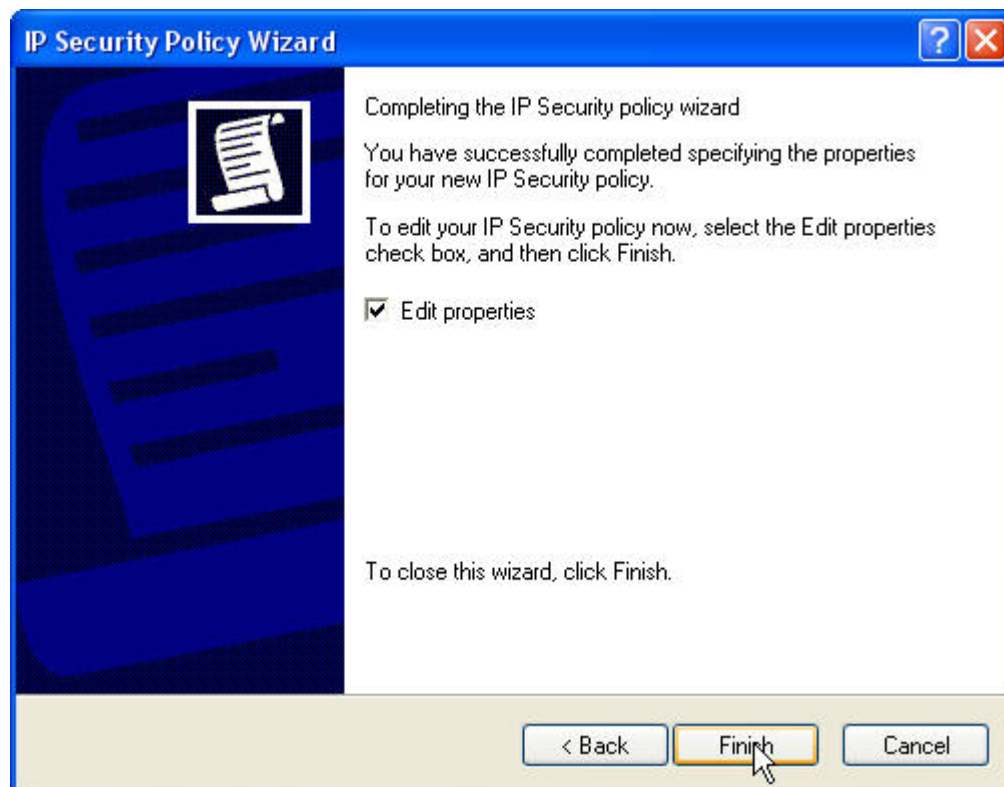 IP Security Policy Wizard
?
Completing the IP Security policy wizard
You have successfully completed specifying the properties
for your new IP Security policy.
To edit your IP Security policy now, select the Edit properties
check box, and then click Finish.
Edit properties
To close this wizard, click Finish.
< Back Finish Cancel